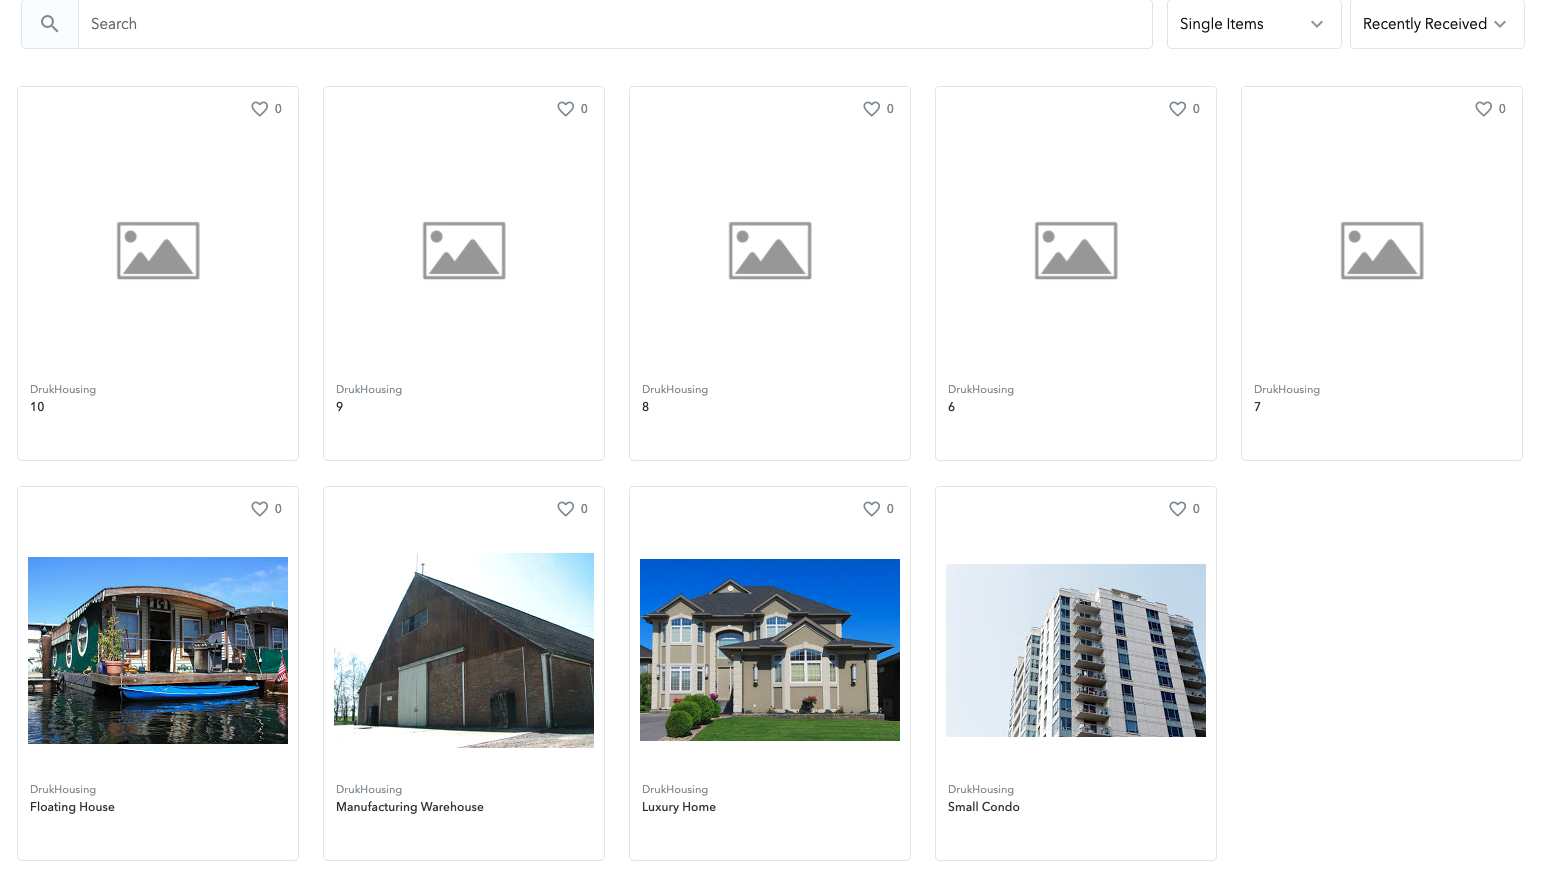 Search
Single Items
Recently Received
0
0
0
0
0
DrukHousing
10
DrukHousing
9
DrukHousing
8
DrukHousing
6
DrukHousing
7
0
0
0
0
DrukHousing
Floating House
DrukHousing
Manufacturing Warehouse
DrukHousing
Luxury Home
DrukHousing
Small Condo